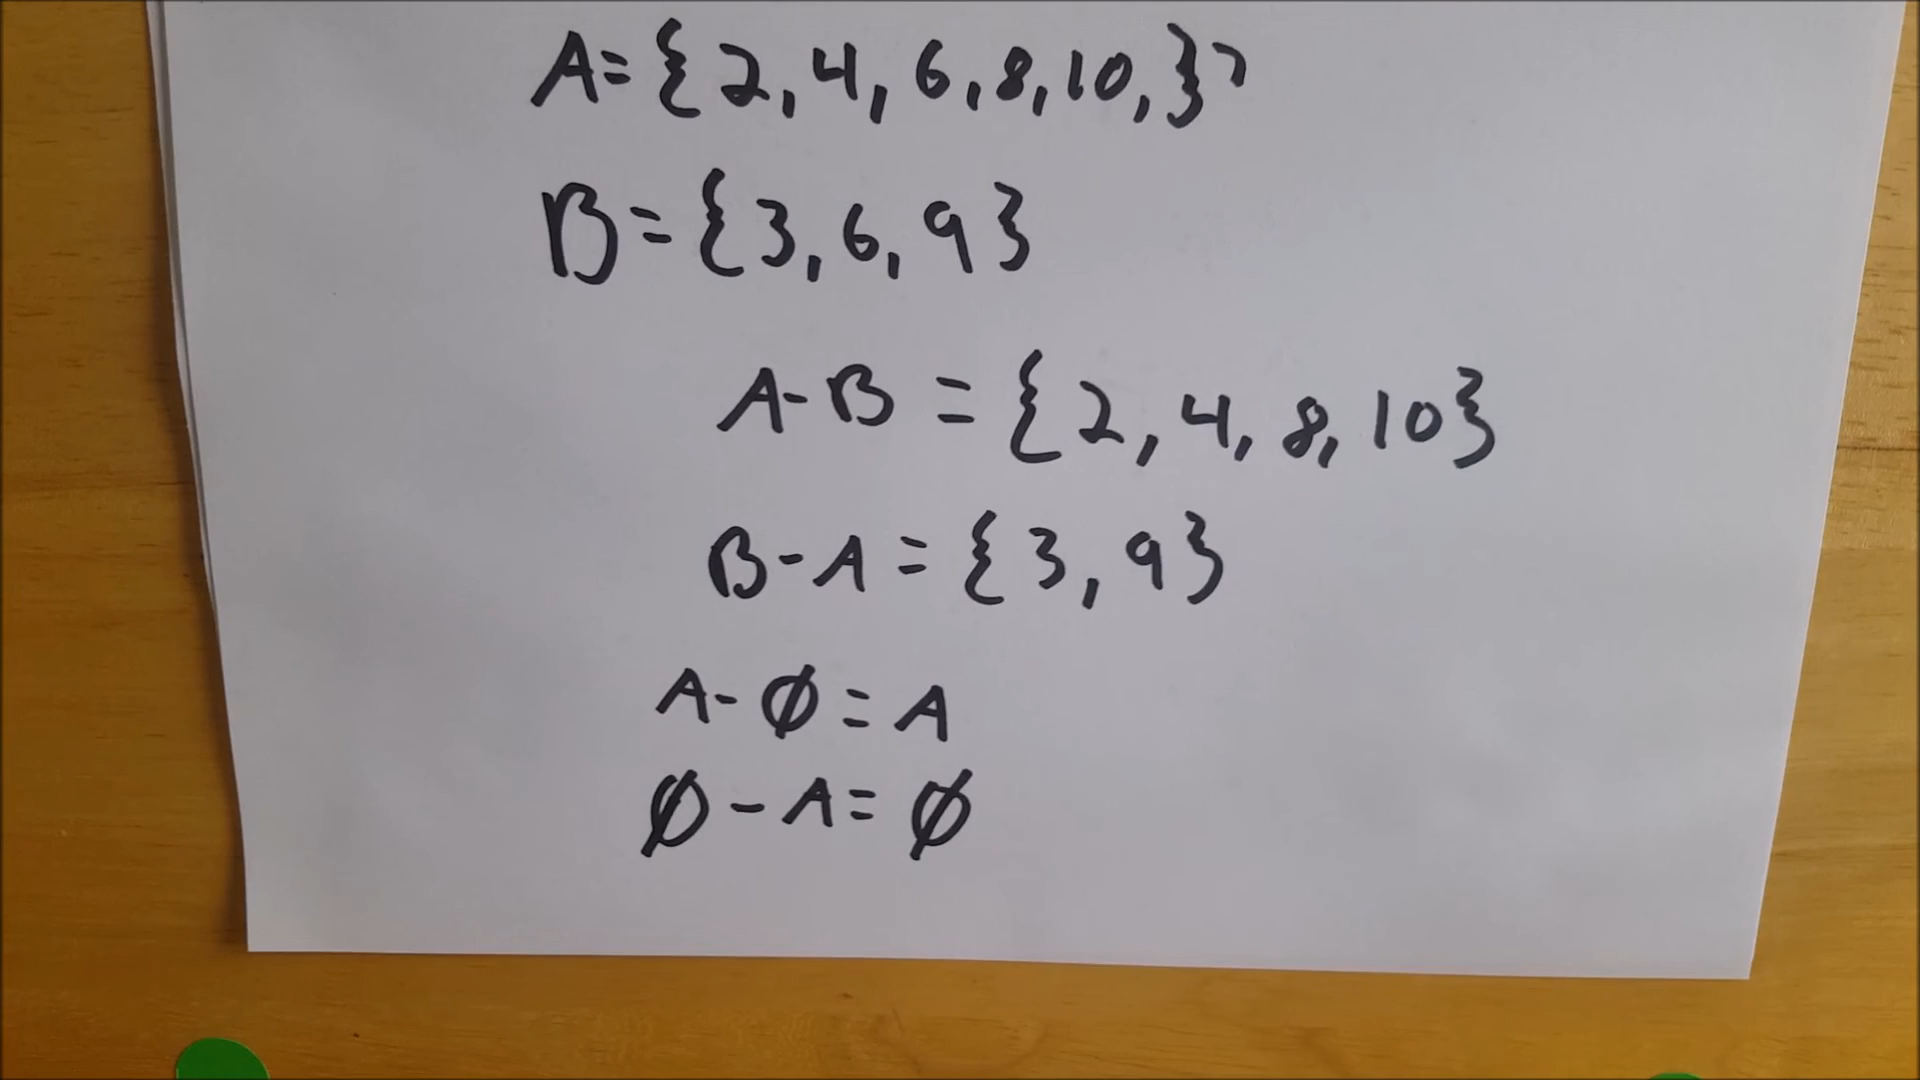 A={2,4,6,8,10,}
B={3,6,9}
A-B={2,4,8,10}
B-A={3,9}
A-∅=A
∅-A=∅